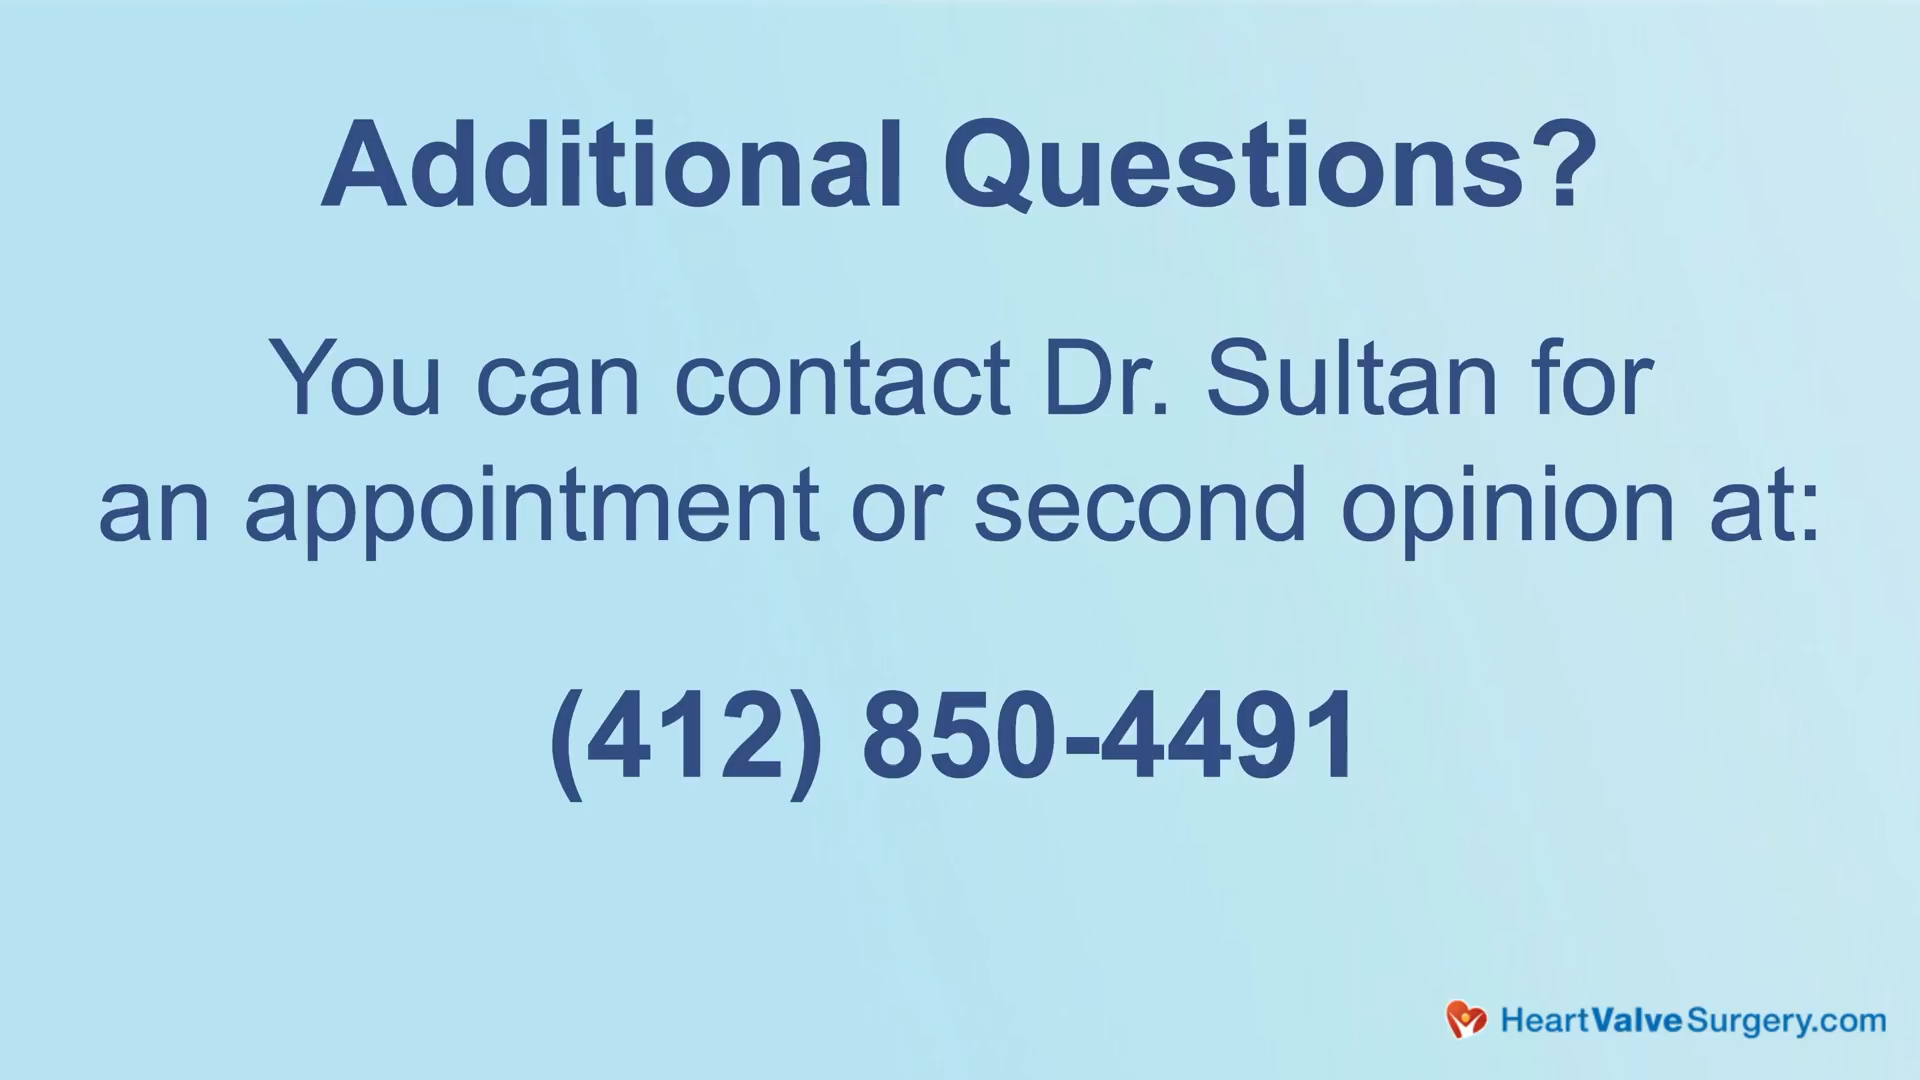 Additional Questions?
You can contact Dr. Sultan for
an appointment or second opinion at:
(412) 850-4491
HeartValveSurgery.com